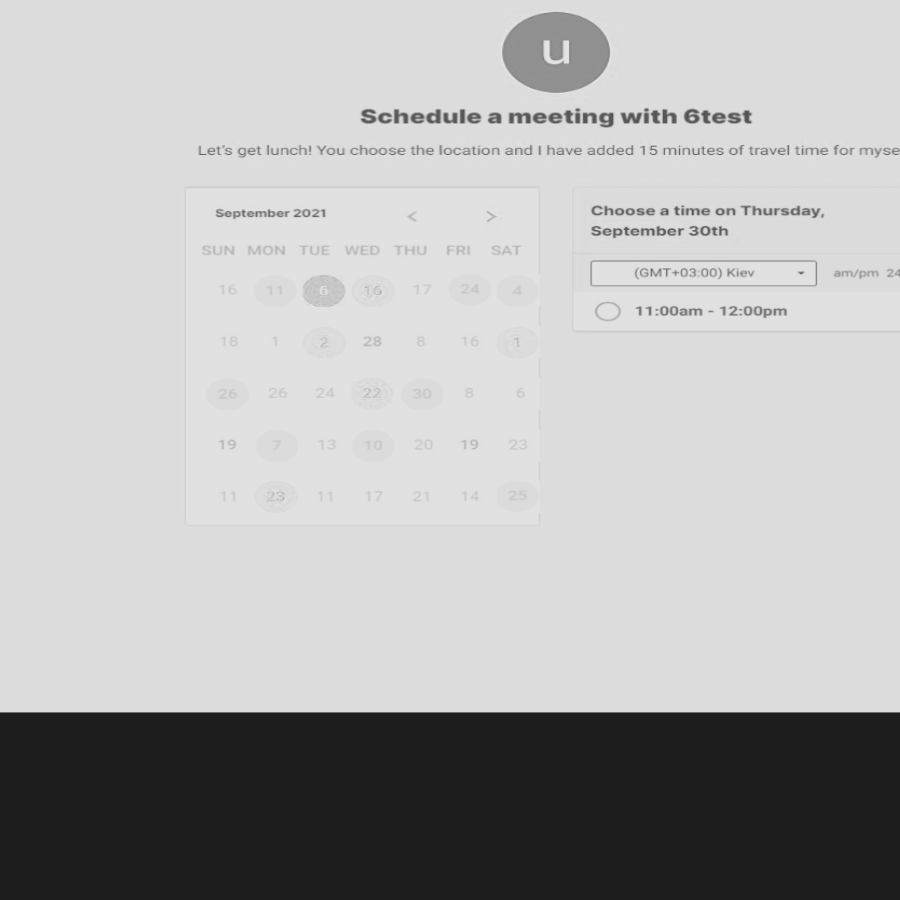 u
Schedule a meeting with 6test
Let's get lunch! You choose the location and I have added 15 minutes of travel time for myse
September 2021 < >
SUN MON TUE WED THU FRI SAT
16 11 6 16 17 24 4
18 1 2 28 8 16 1
26 26 24 22 30 8 6
19 7 13 10 20 19 23
11 23 11 17 21 14 25
Choose a time on Thursday,
September 30th
(GMT+03:00) Kiev
am/pm 24
11:00am - 12:00pm